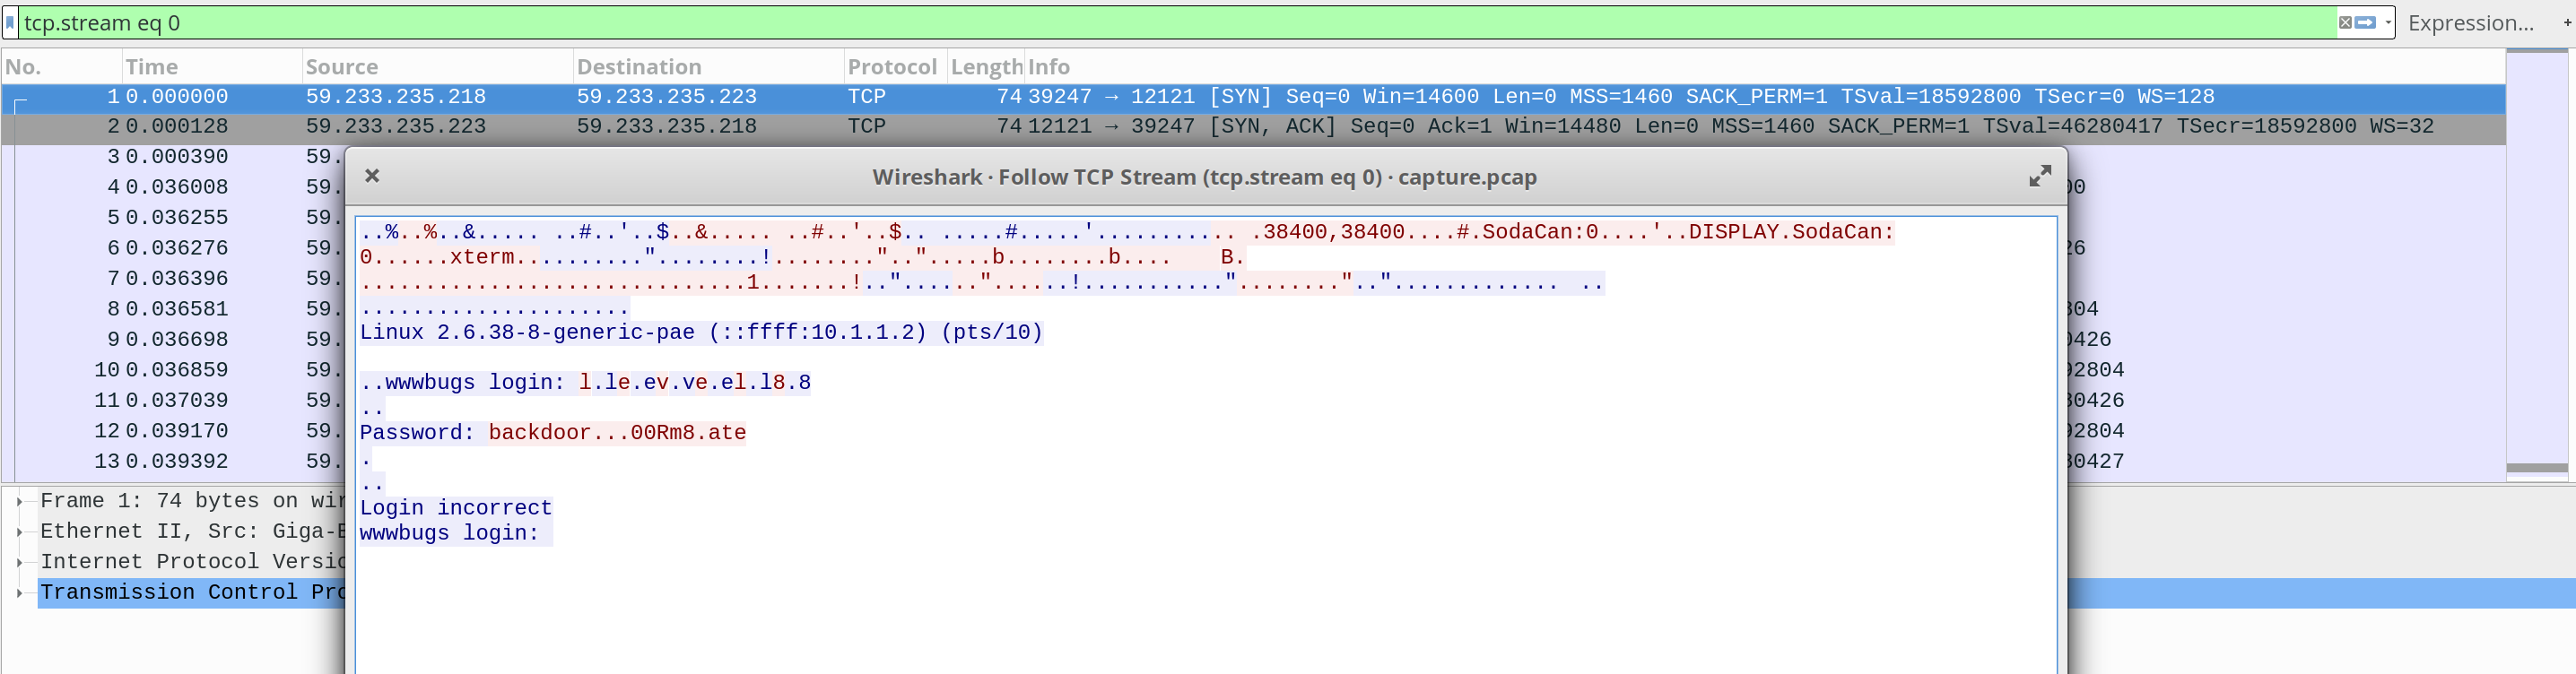 tcp.stream eq 0 Expression... +
No. Time Source Destination Protocol Length Info
1 0.000000 59.233.235.218 59.233.235.223 TCP 74 39247 → 12121 [SYN] Seq=0 Win=14600 Len=0 MSS=1460 SACK_PERM=1 TSval=18592800 TSecr=0 WS=128
2 0.000128 59.233.235.223 59.233.235.218 TCP 74 12121 → 39247 [SYN, ACK] Seq=0 Ack=1 Win=14480 Len=0 MSS=1460 SACK_PERM=1 TSval=46280417 TSecr=18592800 WS=32
3 0.000390 59.
4 0.036008 59. 00
5 0.036255 59.
6 0.036276 59. 26
7 0.036396 59.
8 0.036581 59. 804
9 0.036698 59. 0426
10 0.036859 59. 92804
11 0.037039 59. 80426
12 0.039170 59. 92804
13 0.039392 59. 80427
Wireshark · Follow TCP Stream (tcp.stream eq 0) · capture.pcap
..%..%..&..... ..#..'..$..&..... ..#..'..$.. .....#.....'........... .38400,38400....#.SodaCan:0....'..DISPLAY.SodaCan:
0......xterm.........."........!........"..".....b........b.... B.
..............................1.......!.."......."......!..........."........".."............. ..
.....................
Linux 2.6.38-8-generic-pae (::ffff:10.1.1.2) (pts/10)
..wwwbugs login: l.le.ev.ve.el.l8.8
..
Password: backdoor...00Rm8.ate
.
..
Login incorrect
wwwbugs login:
Frame 1: 74 bytes on wir
Ethernet II, Src: Giga-B
Internet Protocol Versio
Transmission Control Pro